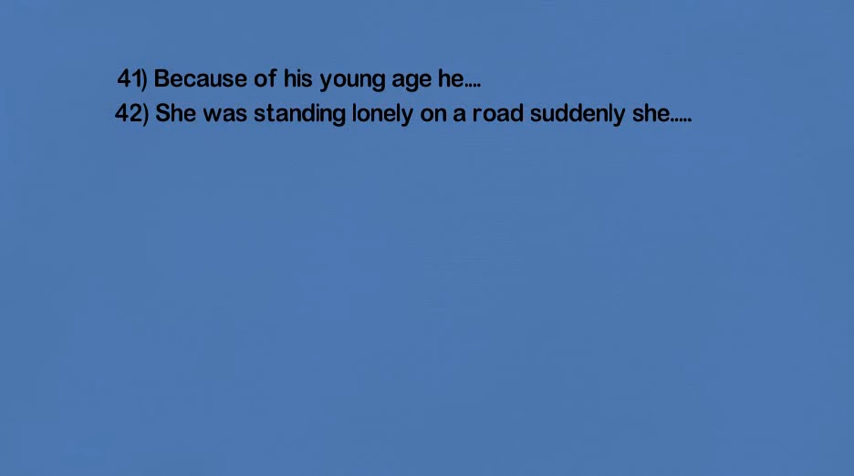 41) Because of his young age he....
42) She was standing lonely on a road suddenly she.....